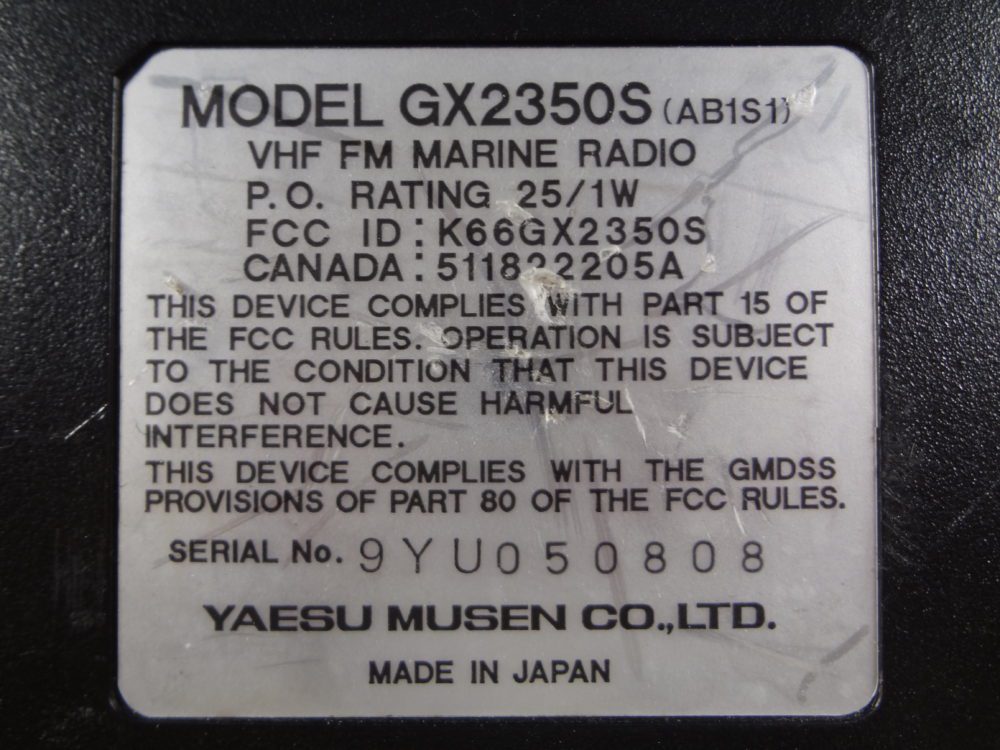 MODEL GX2350S (AB1S1)
VHF FM MARINE RADIO
P.O. RATING 25/1W
FCC ID: K66GX2350S
CANADA: 511822205A
THIS DEVICE COMPLIES WITH PART 15 OF
THE FCC RULES. OPERATION IS SUBJECT
TO THE CONDITION THAT THIS DEVICE
DOES NOT CAUSE HARMFUL
INTERFERENCE.
THIS DEVICE COMPLIES WITH THE GMDSS
PROVISIONS OF PART 80 OF THE FCC RULES.
SERIAL No. 9YU050808
YAESU MUSEN CO.,LTD.
MADE IN JAPAN